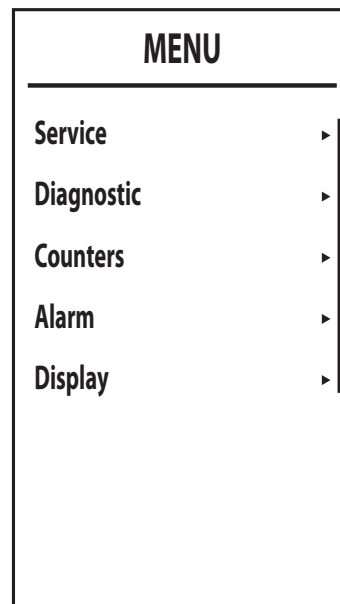 MENU
Service
Diagnostic
Counters
Alarm
Display